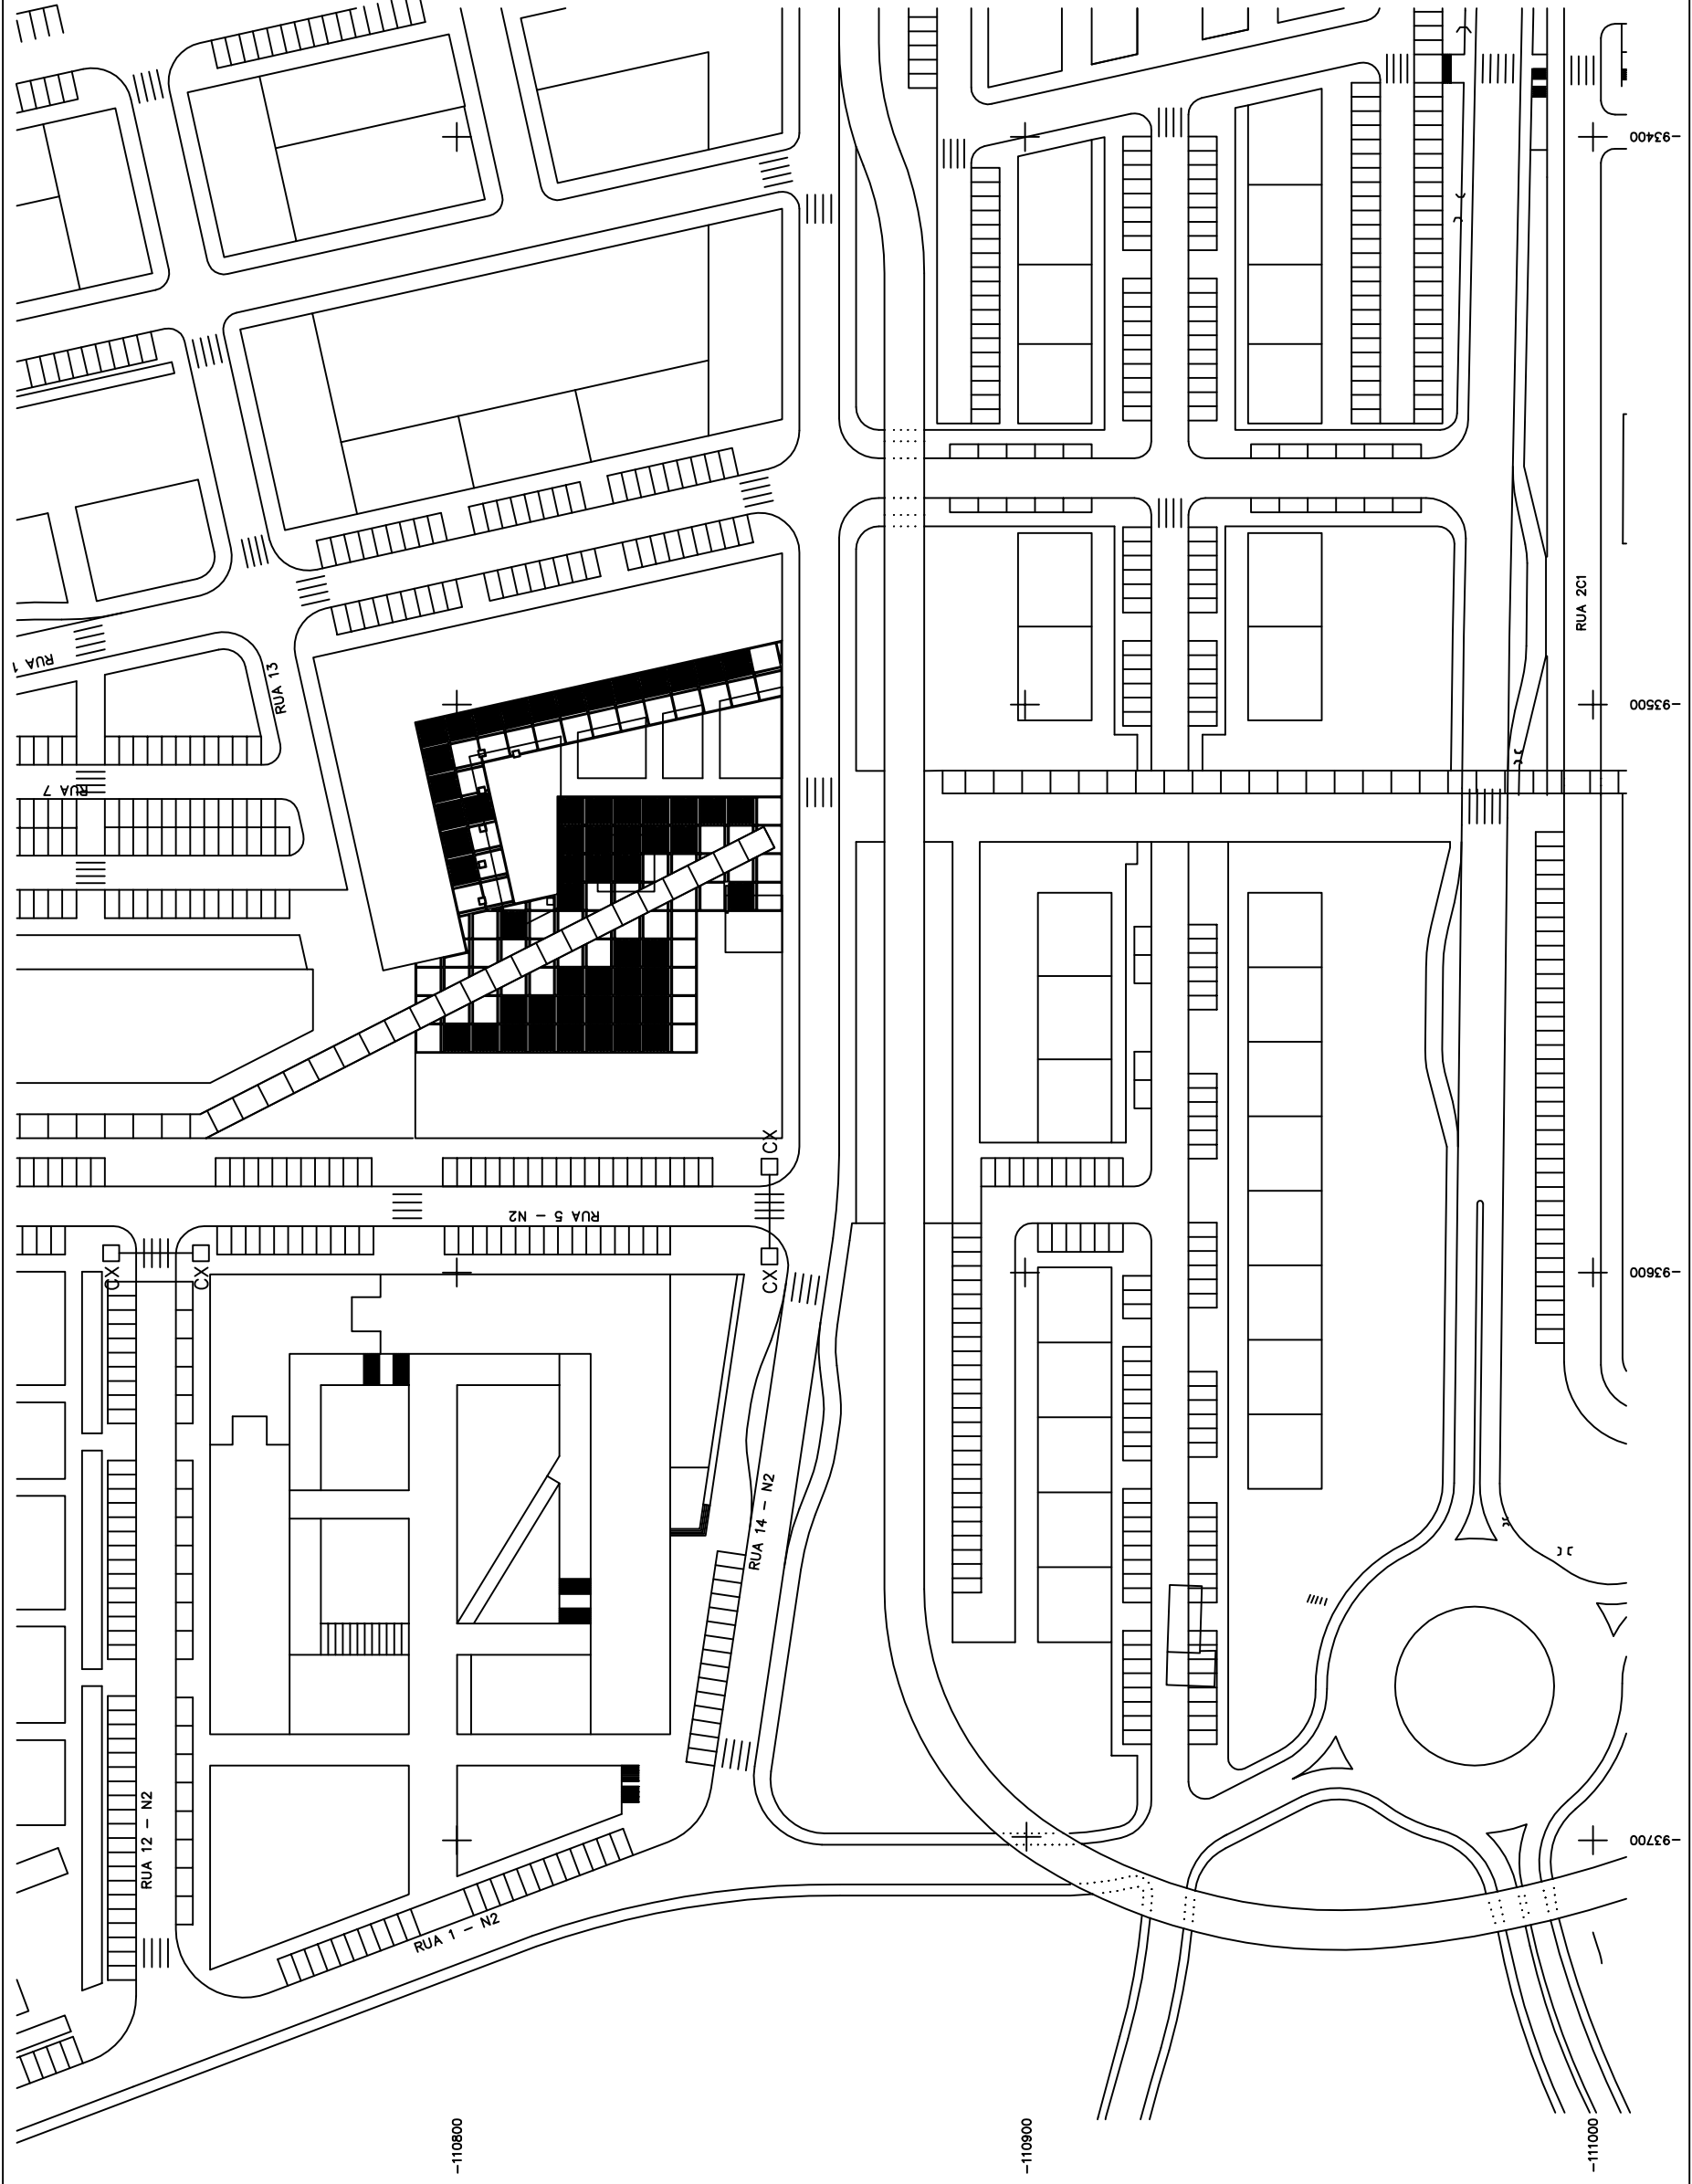 -93400
RUA 2C1
RUA 1
RUA 13
-93500
RUA 7
CX
RUA 5 - N2
CX
CX
CX
-93600
RUA 14 - N2
RUA 12 - N2
-93700
RUA 1 - N2
-110800
-110900
-111000